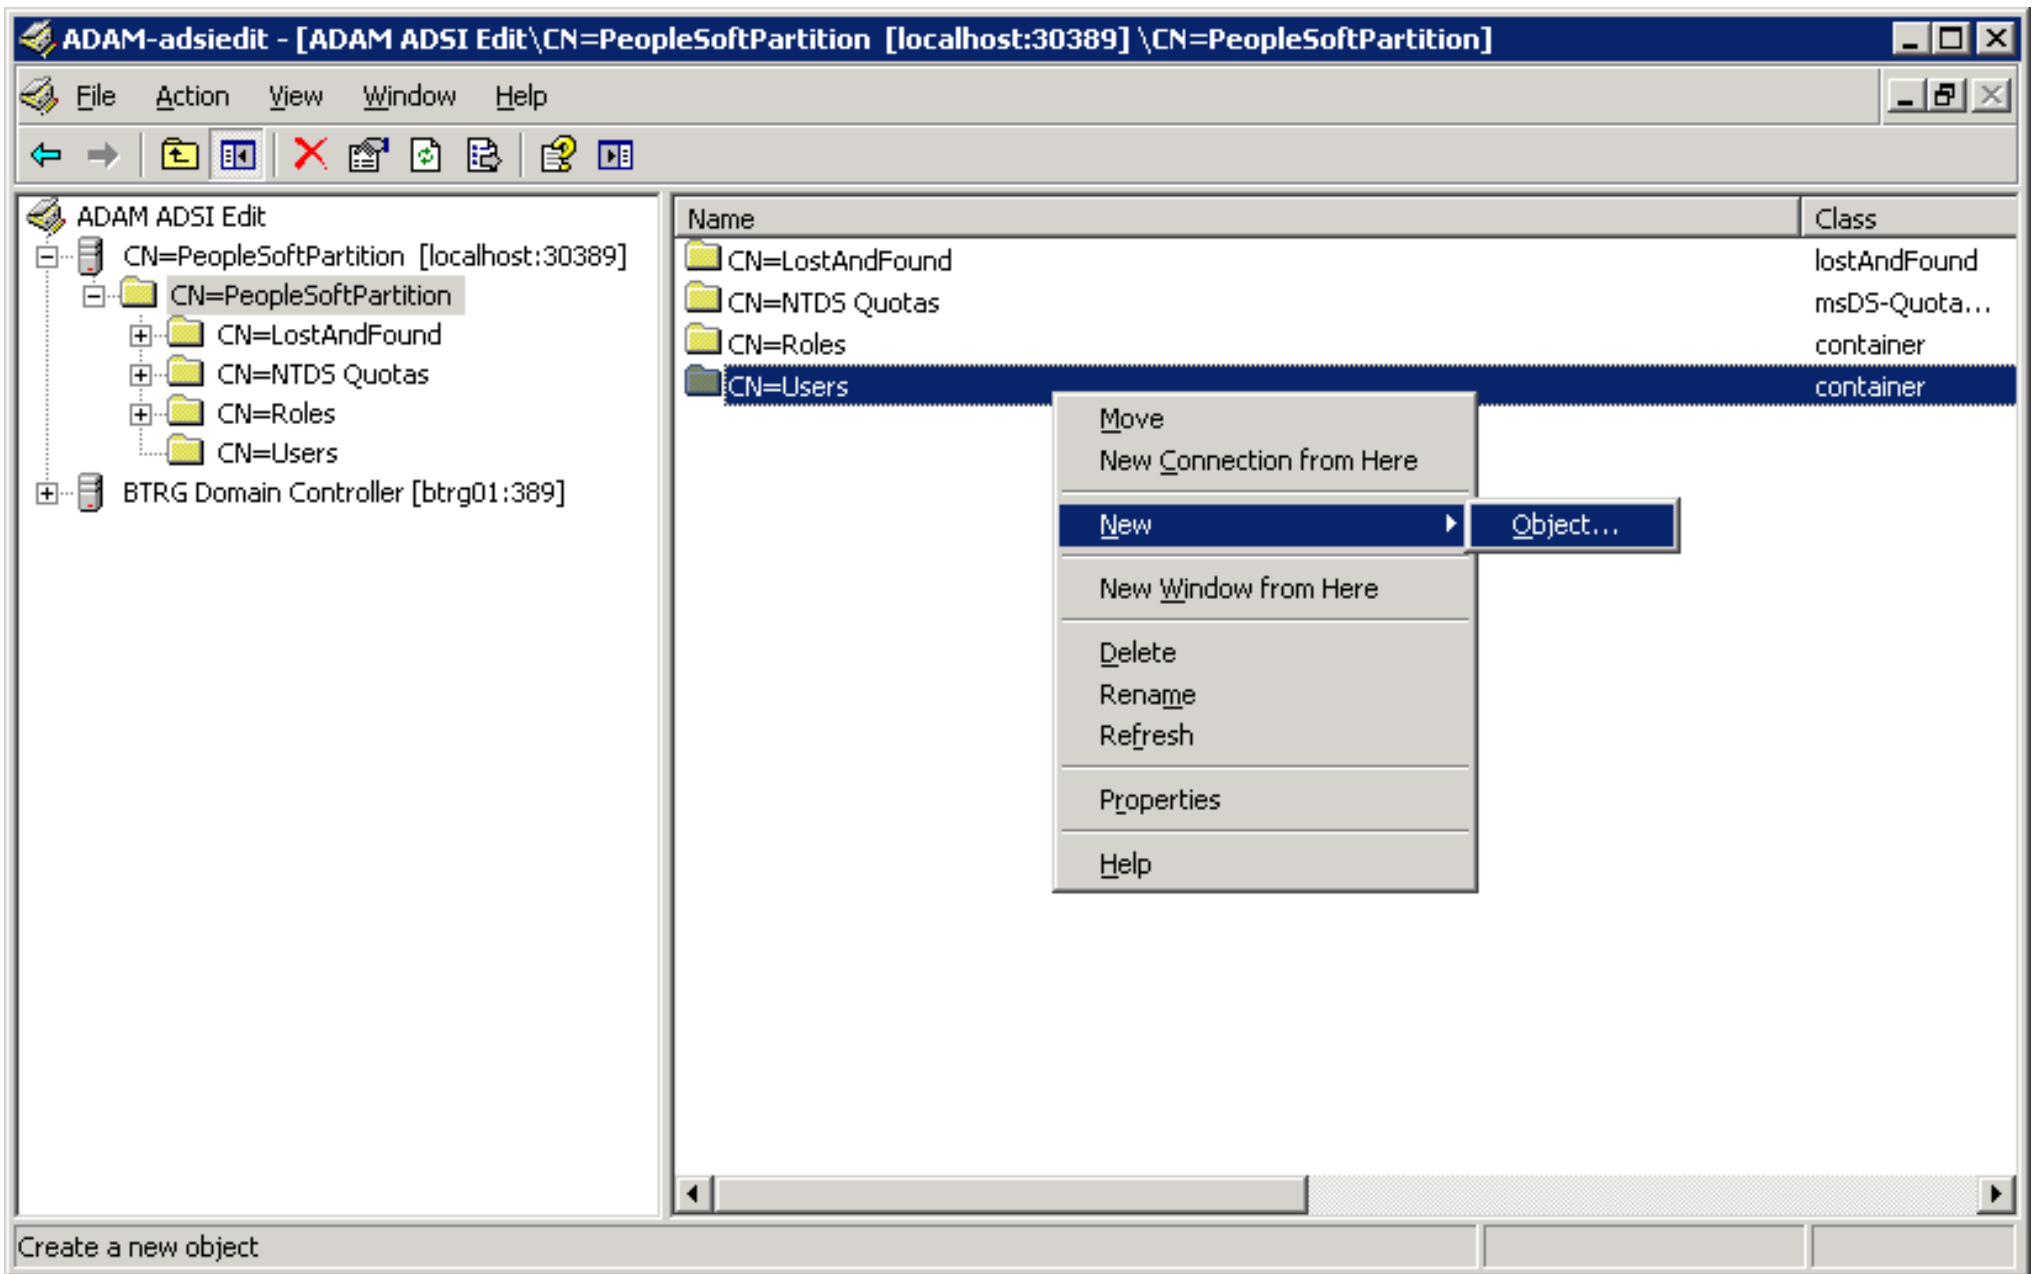 ADAM-adsiedit - [ADAM ADSI Edit\CN=PeopleSoftPartition [localhost:30389] \CN=PeopleSoftPartition]
File Action View Window Help
ADAM ADSI Edit
CN=PeopleSoftPartition [localhost:30389]
CN=PeopleSoftPartition
CN=LostAndFound
CN=NTDS Quotas
CN=Roles
CN=Users
BTRG Domain Controller [btrg01:389]
Name Class
CN=LostAndFound lostAndFound
CN=NTDS Quotas msDS-Quota...
CN=Roles container
CN=Users container
Move
New Connection from Here
New Object...
New Window from Here
Delete
Rename
Refresh
Properties
Help
Create a new object